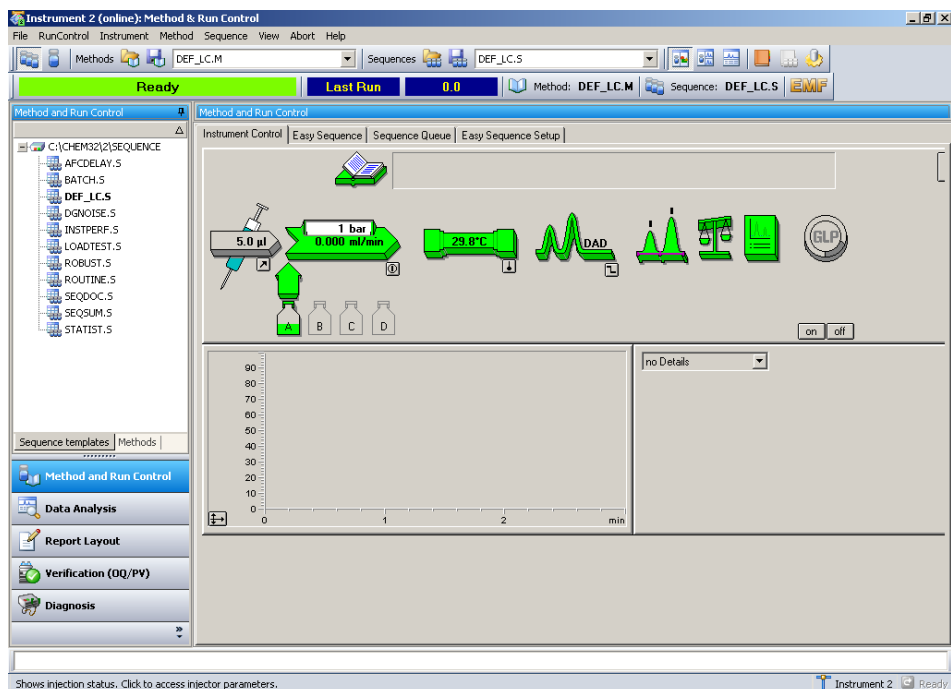 Instrument 2 (online): Method & Run Control
File RunControl Instrument Method Sequence View Abort Help
Methods DEF_LC.M Sequences DEF_LC.S
Ready Last Run 0.0 Method: DEF_LC.M Sequence: DEF_LC.S EMF
Method and Run Control
C:\CHEM32\2\SEQUENCE
AFCDELAY.S
BATCH.S
DEF_LC.S
DGNOISE.S
INSTPERF.S
LOADTEST.S
ROBUST.S
ROUTINE.S
SEQDOC.S
SEQSUM.S
STATIST.S
Sequence templates Methods
Method and Run Control
Data Analysis
Report Layout
Verification (OQ/PV)
Diagnosis
Method and Run Control
Instrument Control Easy Sequence Sequence Queue Easy Sequence Setup
5.0 µl
1 bar
0.000 ml/min
29.8°C
DAD
GLP
A B C D
on off
90
80
70
60
50
40
30
20
10
0
0 1 2 min
no Details
Shows injection status. Click to access injector parameters. Instrument 2 Ready